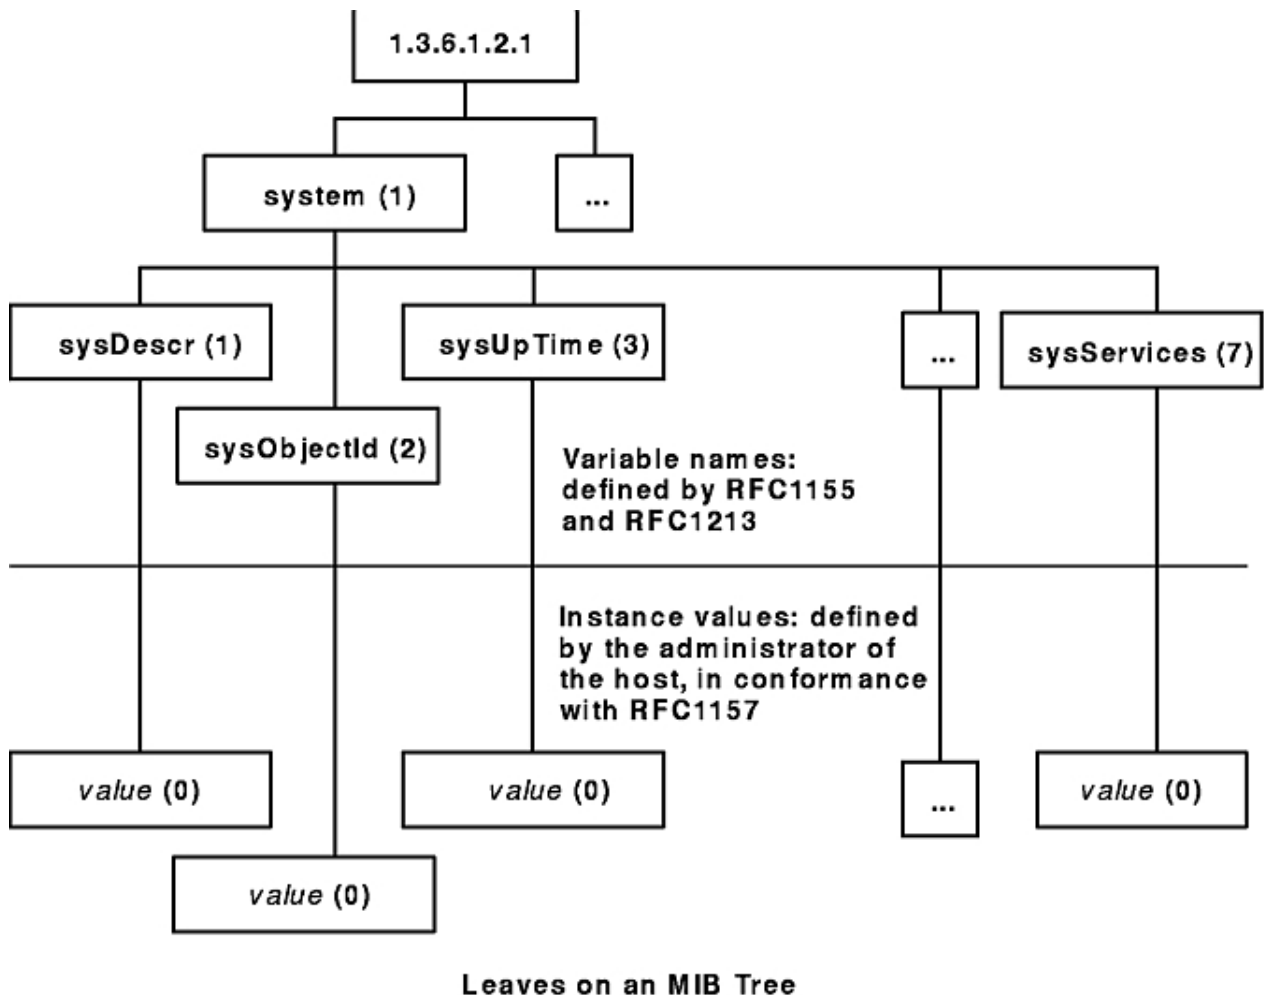 1.3.6.1.2.1
system (1)
...
sysDescr (1)
sysUpTime (3)
...
sysServices (7)
sysObjectId (2)
Variable names:
defined by RFC1155
and RFC1213
Instance values: defined
by the administrator of
the host, in conformance
with RFC1157
value (0)
value (0)
...
value (0)
value (0)
Leaves on an MIB Tree